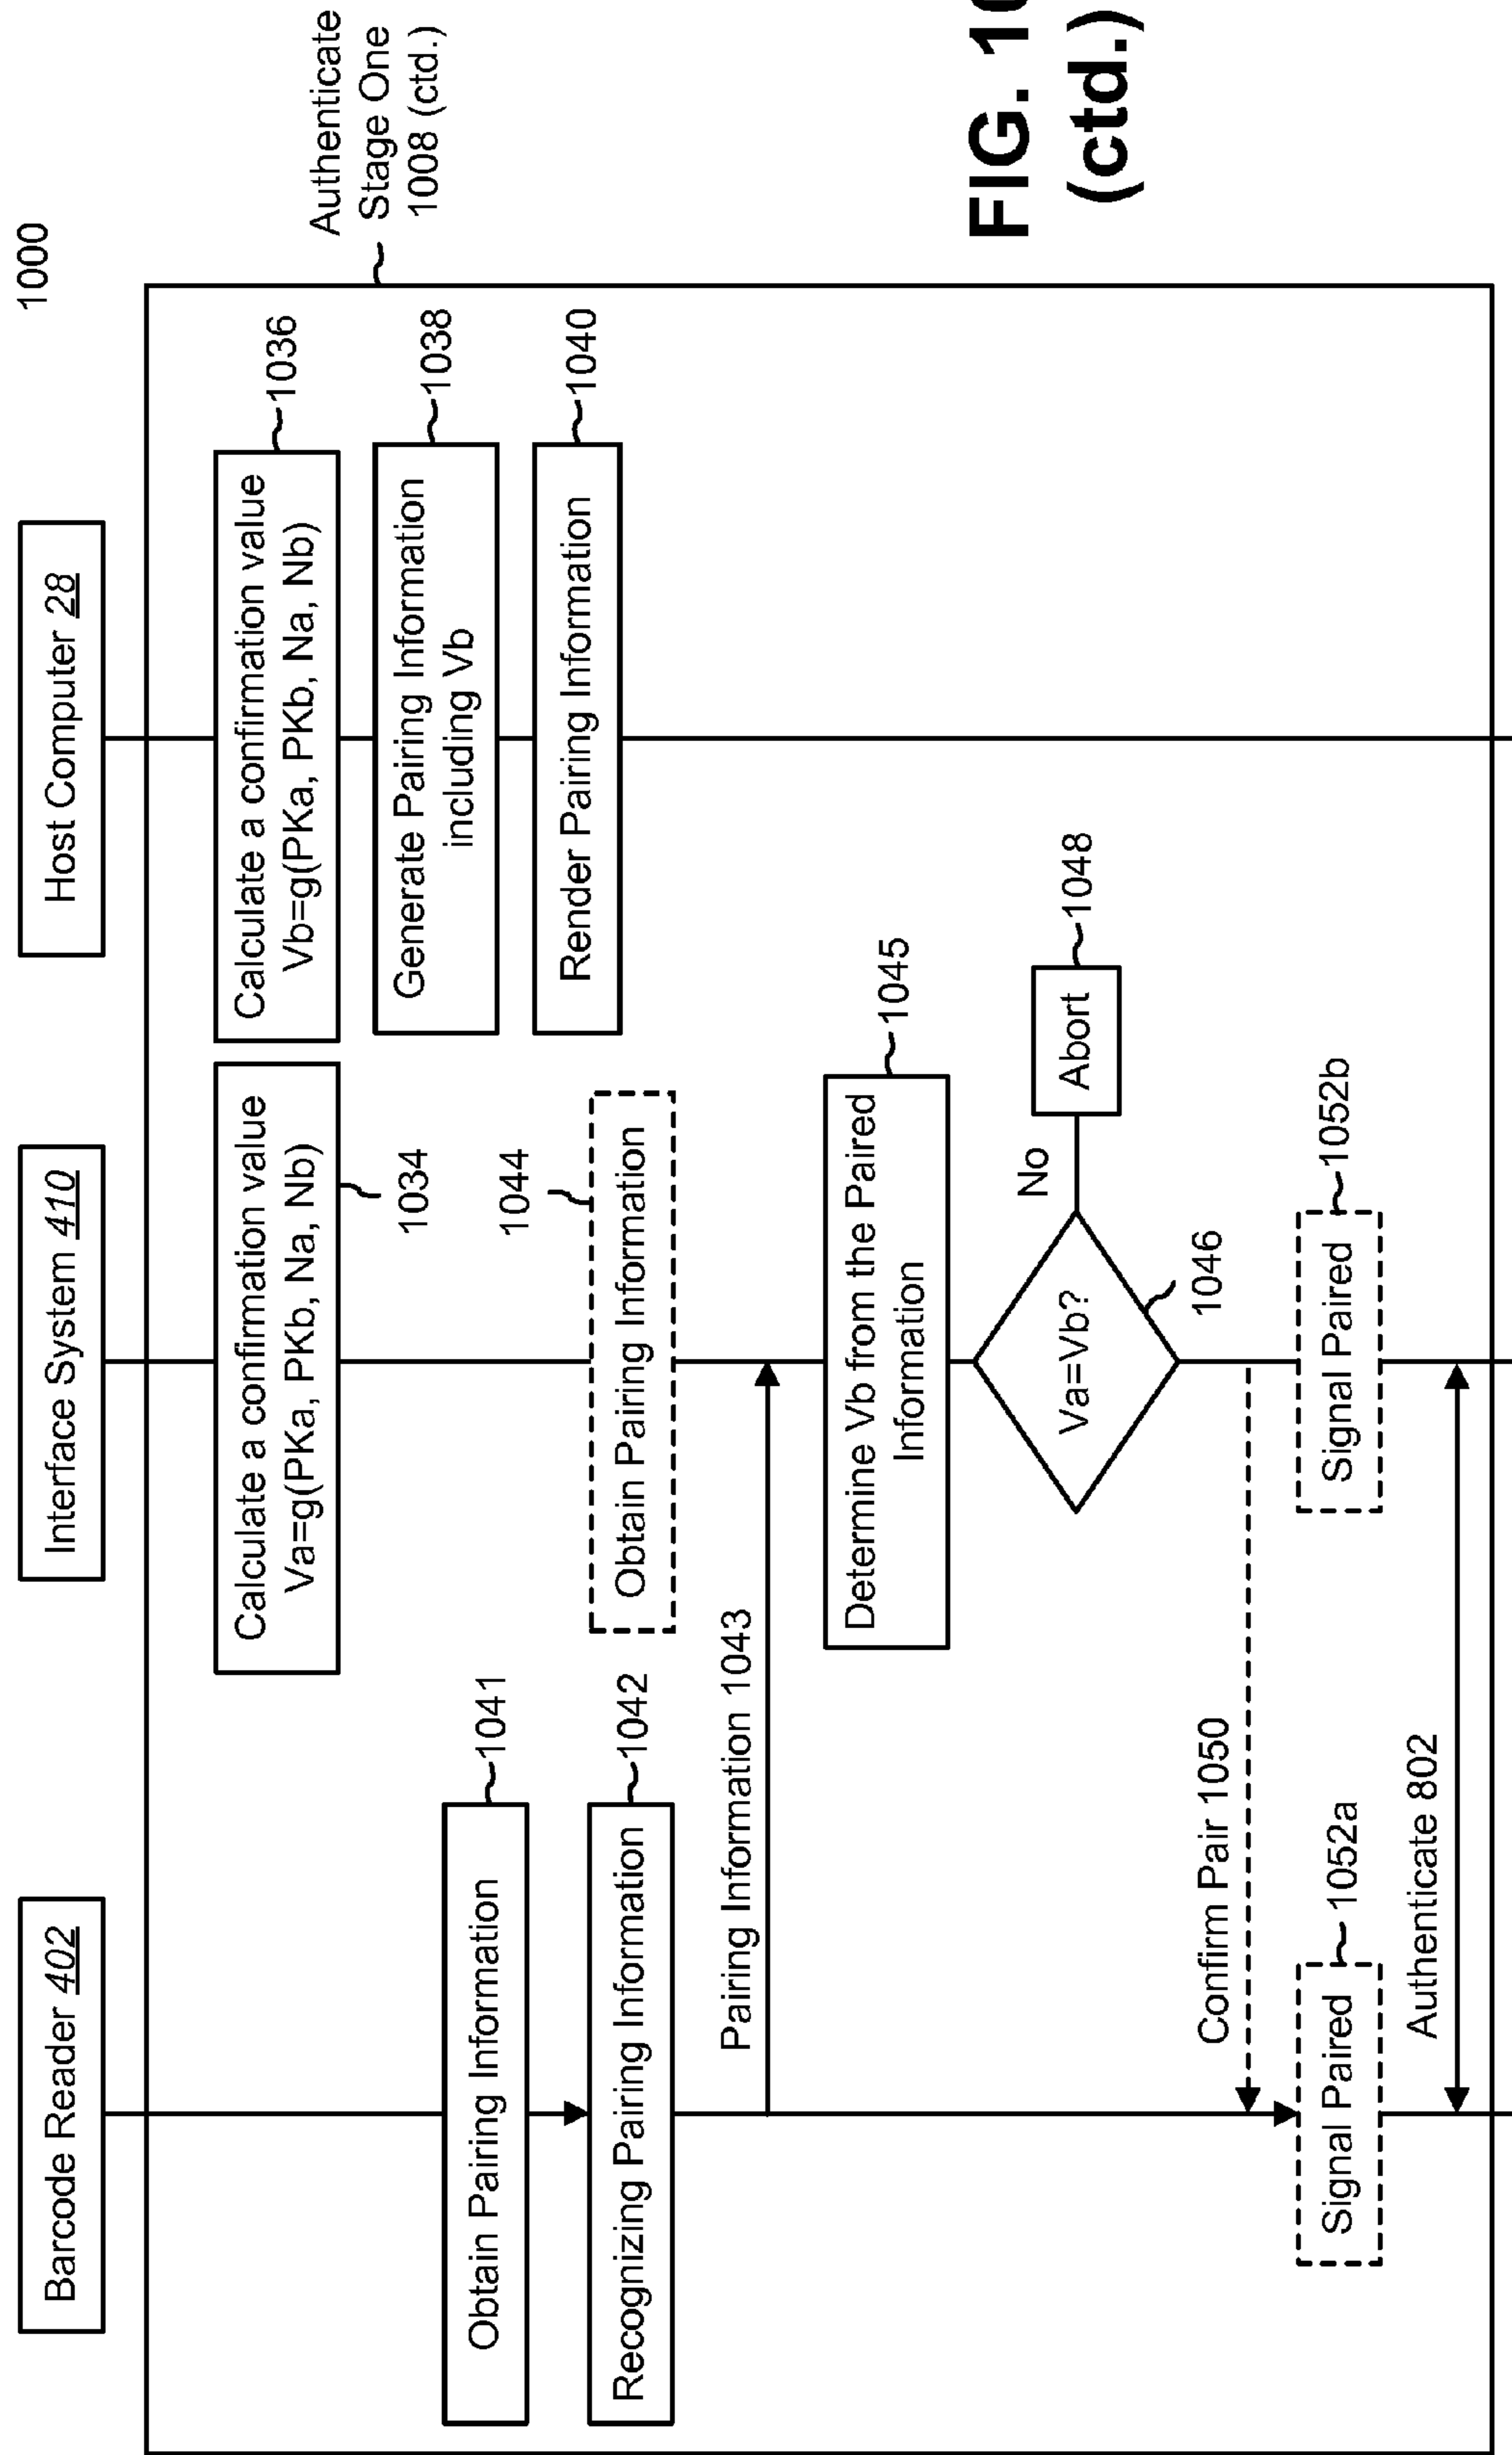 1000
Barcode Reader 402
Interface System 410
Host Computer 28
Authenticate
Stage One
1008 (ctd.)
Calculate a confirmation value
Va=g(PKa, PKb, Na, Nb)
1034
Calculate a confirmation value
Vb=g(PKa, PKb, Na, Nb)
1036
Generate Pairing Information
including Vb
1038
Render Pairing Information
1040
Obtain Pairing Information
1041
Recognizing Pairing Information
1042
Obtain Pairing Information
1044
Pairing Information 1043
Determine Vb from the Paired
Information
1045
Va=Vb?
1046
No
Abort
1048
Confirm Pair 1050
Signal Paired
1052a
Signal Paired
1052b
Authenticate 802
FIG. 10
(ctd.)